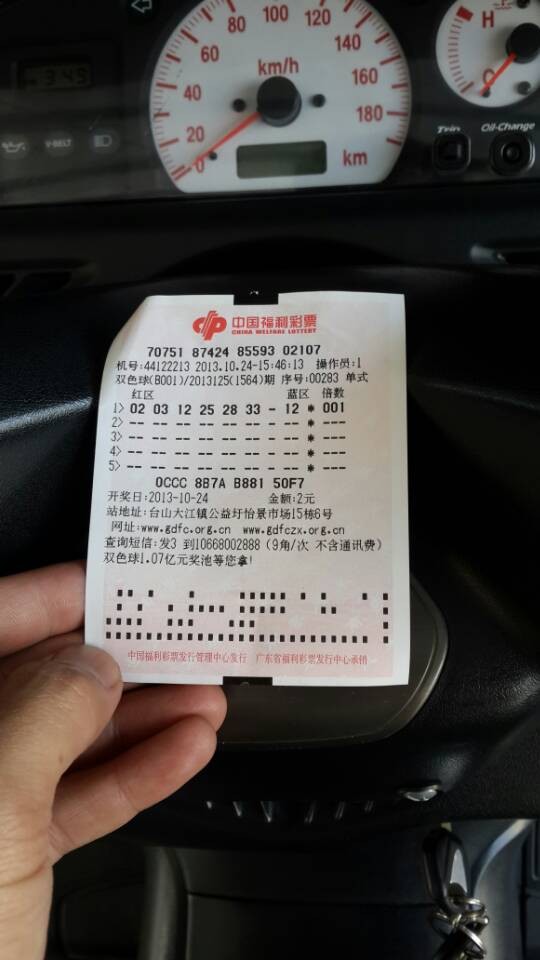 80 100 120
60 140
40 160
20 180
0
km/h
km
H
C
Trip
Oil-Change
V-BELT
中国福利彩票
CHINA WELFARE LOTTERY
70751 87424 85593 02107
机号:44122213 2013.10.24-15:46:13 操作员:1
双色球(B001)/2013125(1564)期 序号:00283 单式
红区 蓝区 倍数
1> 02 03 12 25 28 33 - 12 * 001
2> -- -- -- -- -- -- -- * ---
3> -- -- -- -- -- -- -- * ---
4> -- -- -- -- -- -- -- * ---
5> -- -- -- -- -- -- -- * ---
0CCC 8B7A B881 50F7
开奖日:2013-10-24 金额:2元
站地址:台山大江镇公益圩怡景市场15栋6号
网址:www.gdfc.org.cn www.gdfczx.org.cn
查询短信:发3 到10668002888 (9角/次 不含通讯费)
双色球1.07亿元奖池等您拿!
中国福利彩票发行管理中心发行 广东省福利彩票发行中心承销